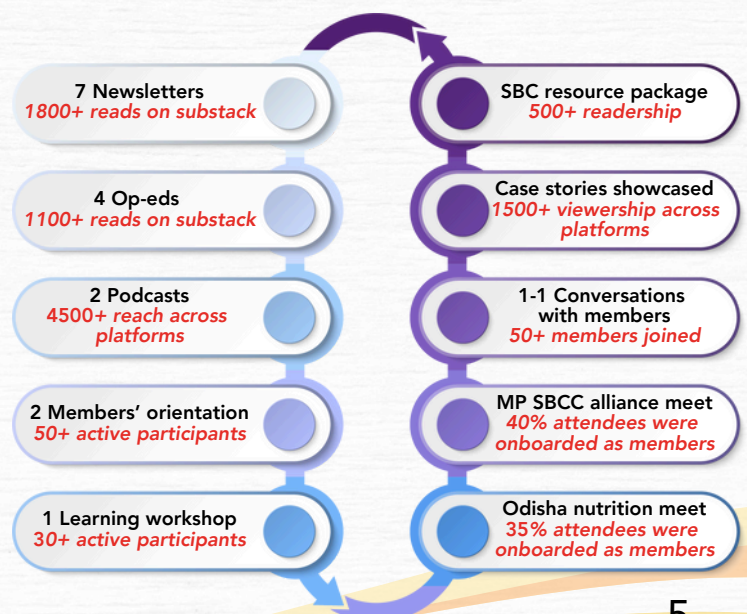 7 Newsletters
1800+ reads on substack
4 Op-eds
1100+ reads on substack
2 Podcasts
4500+ reach across
platforms
2 Members’ orientation
50+ active participants
1 Learning workshop
30+ active participants
SBC resource package
500+ readership
Case stories showcased
1500+ viewership across
platforms
1-1 Conversations
with members
50+ members joined
MP SBCC alliance meet
40% attendees were
onboarded as members
Odisha nutrition meet
35% attendees were
onboarded as members
5